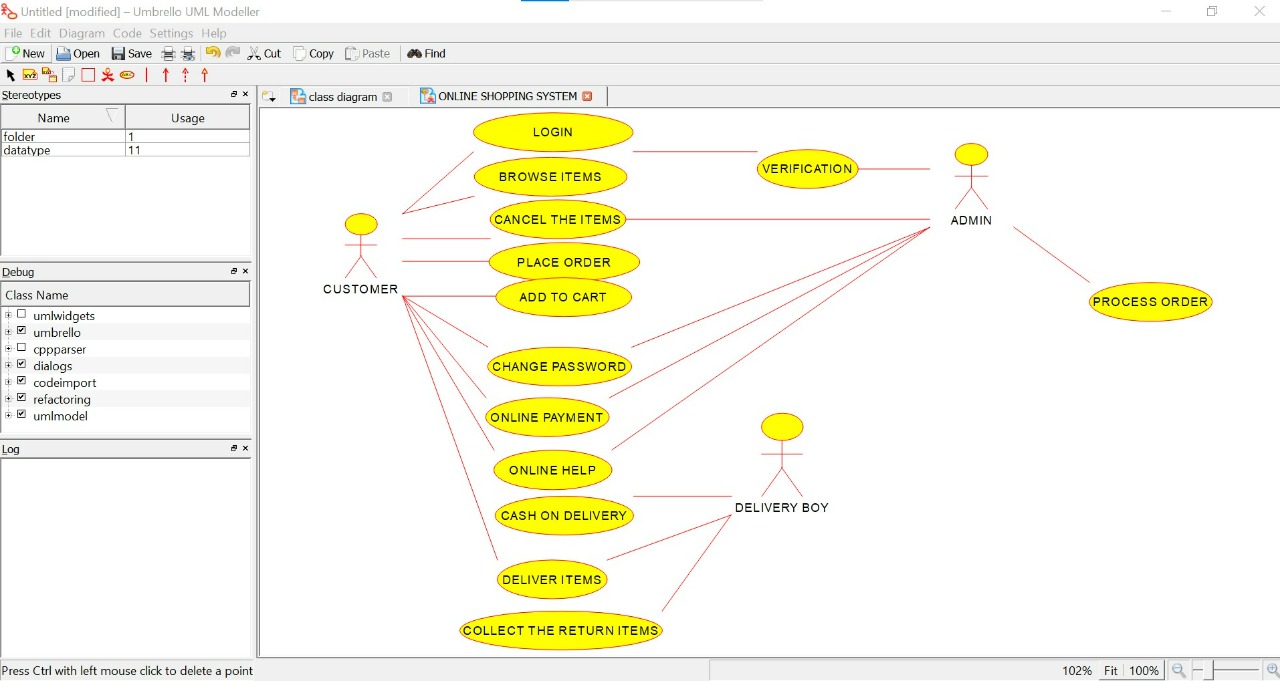 Untitled [modified] – Umbrello UML Modeller
File Edit Diagram Code Settings Help
New Open Save Cut Copy Paste Find
Stereotypes
Name Usage
folder 1
datatype 11
Debug
Class Name
umlwidgets
umbrello
cppparser
dialogs
codeimport
refactoring
umlmodel
Log
class diagram ONLINE SHOPPING SYSTEM
LOGIN
BROWSE ITEMS
VERIFICATION
CANCEL THE ITEMS
ADMIN
PLACE ORDER
CUSTOMER
ADD TO CART
PROCESS ORDER
CHANGE PASSWORD
ONLINE PAYMENT
ONLINE HELP
CASH ON DELIVERY
DELIVERY BOY
DELIVER ITEMS
COLLECT THE RETURN ITEMS
Press Ctrl with left mouse click to delete a point
102% Fit 100%